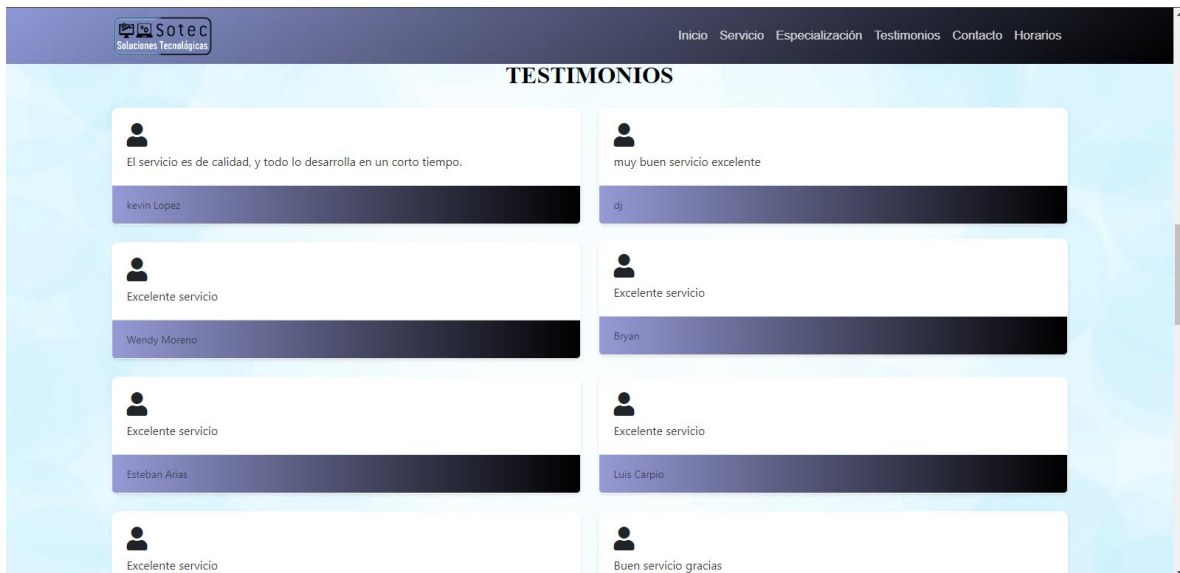 Sotec
Soluciones Tecnológicas
Inicio Servicio Especialización Testimonios Contacto Horarios
TESTIMONIOS
El servicio es de calidad, y todo lo desarrolla en un corto tiempo.
kevin Lopez
muy buen servicio excelente
dj
Excelente servicio
Wendy Moreno
Excelente servicio
Bryan
Excelente servicio
Esteban Arias
Excelente servicio
Luis Carpio
Excelente servicio
Buen servicio gracias